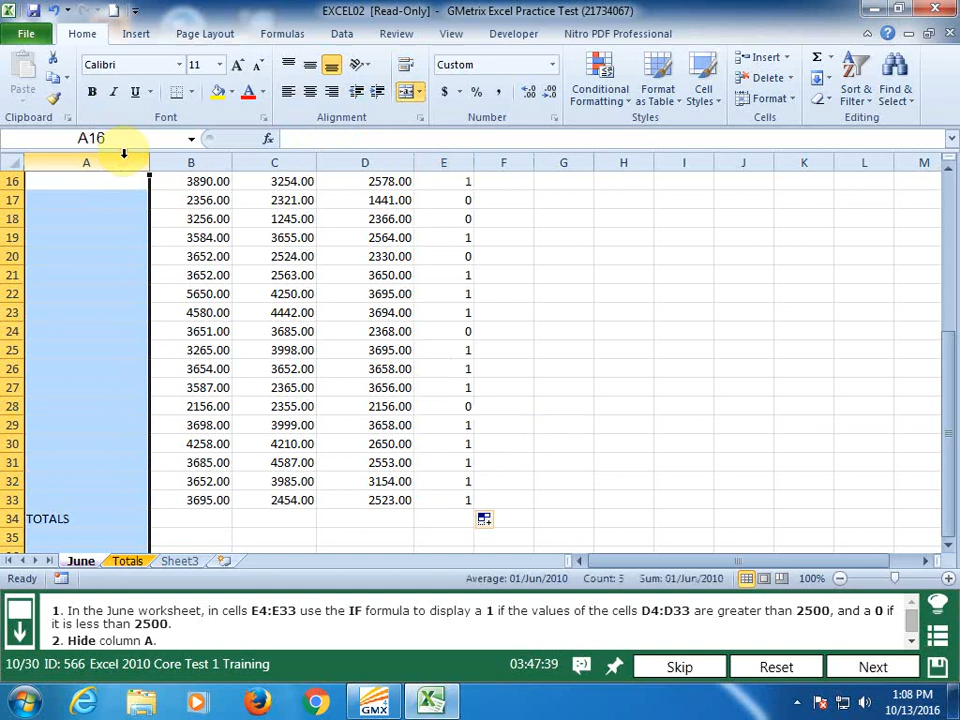 EXCEL02 [Read-Only] - GMetrix Excel Practice Test (21734067)
File Home Insert Page Layout Formulas Data Review View Developer Nitro PDF Professional
Paste Calibri 11 Custom Conditional Formatting Format as Table Cell Styles Insert Delete Format Sort & Filter Find & Select
Clipboard Font Alignment Number Styles Cells Editing
A16 fx
A B C D E F G H I J K L M
16 3890.00 3254.00 2578.00 1
17 2356.00 2321.00 1441.00 0
18 3256.00 1245.00 2366.00 0
19 3584.00 3655.00 2564.00 1
20 3652.00 2524.00 2330.00 0
21 3652.00 2563.00 3650.00 1
22 5650.00 4250.00 3695.00 1
23 4580.00 4442.00 3694.00 1
24 3651.00 3685.00 2368.00 0
25 3265.00 3998.00 3695.00 1
26 3654.00 3652.00 3658.00 1
27 3587.00 2365.00 3656.00 1
28 2156.00 2355.00 2156.00 0
29 3698.00 3999.00 3658.00 1
30 4258.00 4210.00 2650.00 1
31 3685.00 4587.00 2553.00 1
32 3652.00 3985.00 3154.00 1
33 3695.00 2454.00 2523.00 1
34 TOTALS
35
June Totals Sheet3
Ready Average: 01/Jun/2010 Count: 5 Sum: 01/Jun/2010 100%
1. In the June worksheet, in cells E4:E33 use the IF formula to display a 1 if the values of the cells D4:D33 are greater than 2500, and a 0 if
it is less than 2500.
2. Hide column A.
10/30 ID: 566 Excel 2010 Core Test 1 Training 03:47:39 Skip Reset Next
GMX 1:08 PM
10/13/2016